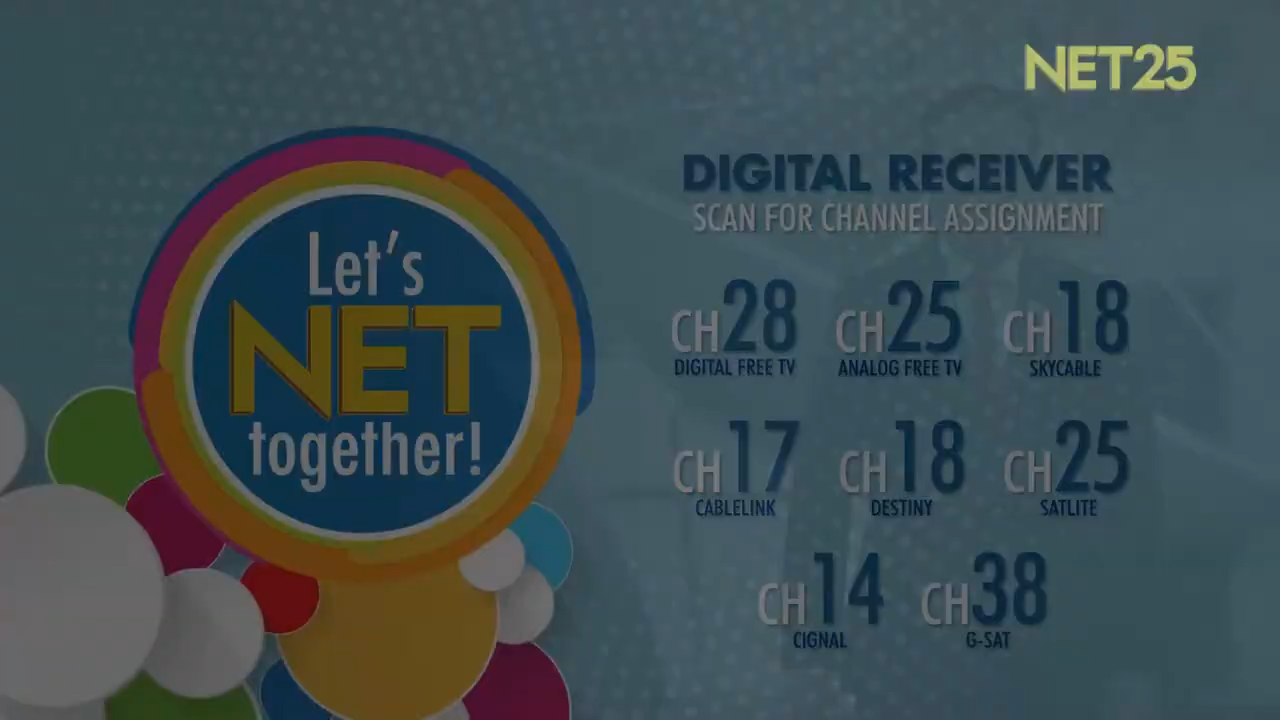 NET25
Let's
NET
together!
DIGITAL RECEIVER
SCAN FOR CHANNEL ASSIGNMENT
CH28 CH25 CH18
DIGITAL FREE TV ANALOG FREE TV SKYCABLE
CH17 CH18 CH25
CABLELINK DESTINY SATLITE
CH14 CH38
CIGNAL G-SAT